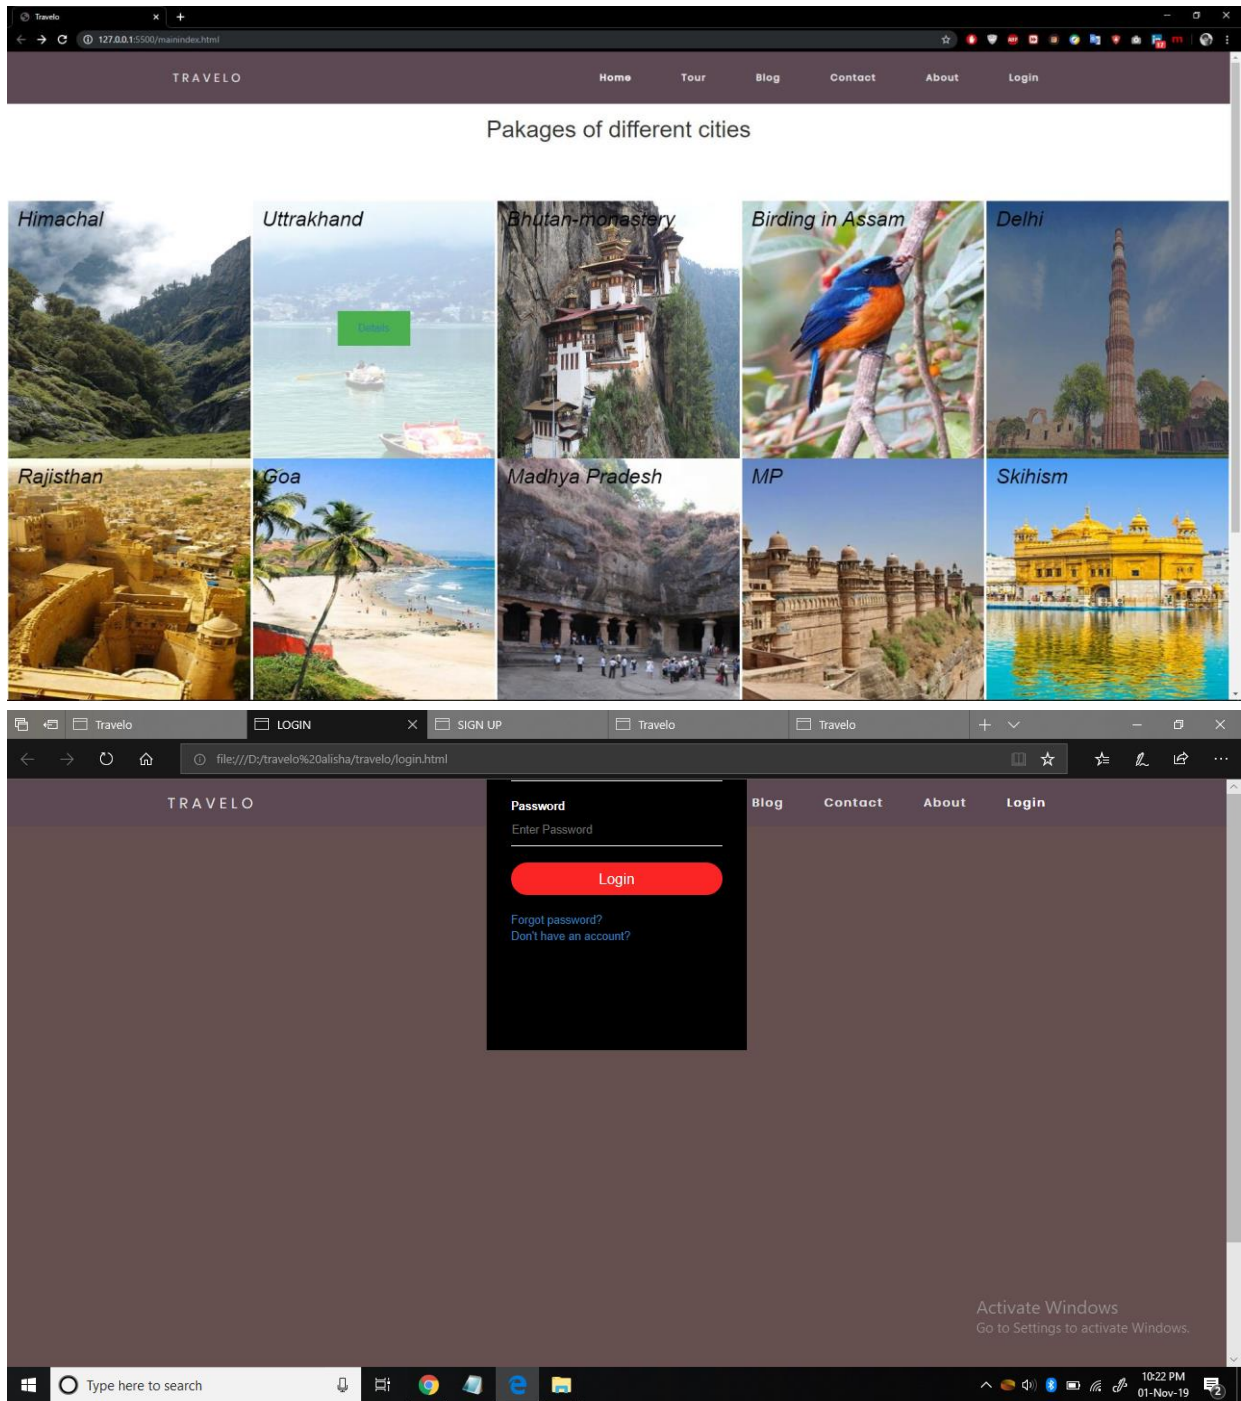 Travelo
127.0.0.1:5500/mainindex.html
TRAVELO Home Tour Blog Contact About Login
Pakages of different cities
Himachal Uttrakhand Bhutan-monastery Birding in Assam Delhi
Details
Rajisthan Goa Madhya Pradesh MP Skihism
Travelo LOGIN SIGN UP Travelo Travelo
file:///D:/travelo%20alisha/travelo/login.html
TRAVELO Blog Contact About Login
Password
Enter Password
Login
Forgot password?
Don't have an account?
Activate Windows
Go to Settings to activate Windows.
Type here to search
10:22 PM
01-Nov-19
2